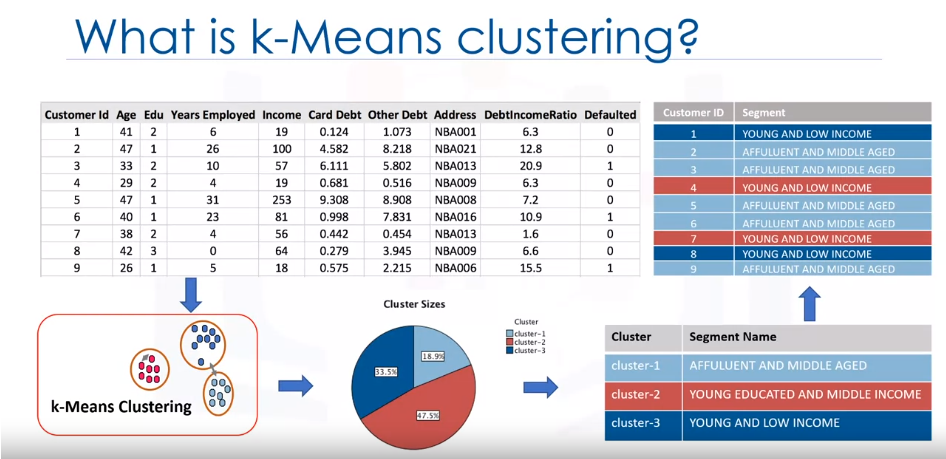 What is k-Means clustering?
Customer Id Age Edu Years Employed Income Card Debt Other Debt Address DebtIncomeRatio Defaulted
1 41 2 6 19 0.124 1.073 NBA001 6.3 0
2 47 1 26 100 4.582 8.218 NBA021 12.8 0
3 33 2 10 57 6.111 5.802 NBA013 20.9 1
4 29 2 4 19 0.681 0.516 NBA009 6.3 0
5 47 1 31 253 9.308 8.908 NBA008 7.2 0
6 40 1 23 81 0.998 7.831 NBA016 10.9 1
7 38 2 4 56 0.442 0.454 NBA013 1.6 0
8 42 3 0 64 0.279 3.945 NBA009 6.6 0
9 26 1 5 18 0.575 2.215 NBA006 15.5 1
Customer ID Segment
1 YOUNG AND LOW INCOME
2 AFFULUENT AND MIDDLE AGED
3 AFFULUENT AND MIDDLE AGED
4 YOUNG AND LOW INCOME
5 AFFULUENT AND MIDDLE AGED
6 AFFULUENT AND MIDDLE AGED
7 YOUNG AND LOW INCOME
8 YOUNG AND LOW INCOME
9 AFFULUENT AND MIDDLE AGED
k-Means Clustering
Cluster Sizes
18.9%
33.5%
47.5%
Cluster
cluster-1
cluster-2
cluster-3
Cluster Segment Name
cluster-1 AFFULUENT AND MIDDLE AGED
cluster-2 YOUNG EDUCATED AND MIDDLE INCOME
cluster-3 YOUNG AND LOW INCOME